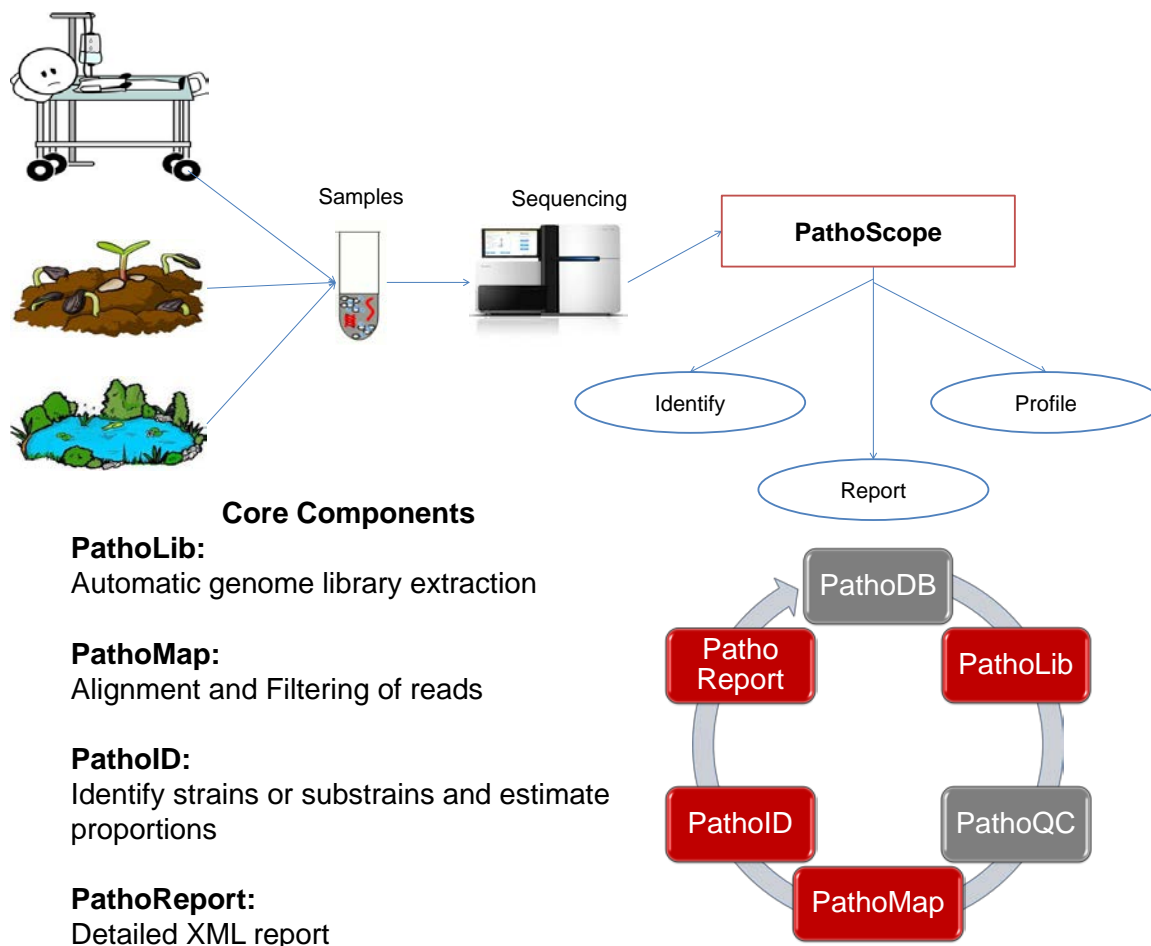 Samples
Sequencing
PathoScope
Identify
Profile
Report
Core Components
PathoLib:
Automatic genome library extraction
PathoMap:
Alignment and Filtering of reads
PathoID:
Identify strains or substrains and estimate
proportions
PathoReport:
Detailed XML report
PathoDB
Patho
Report
PathoLib
PathoID
PathoQC
PathoMap